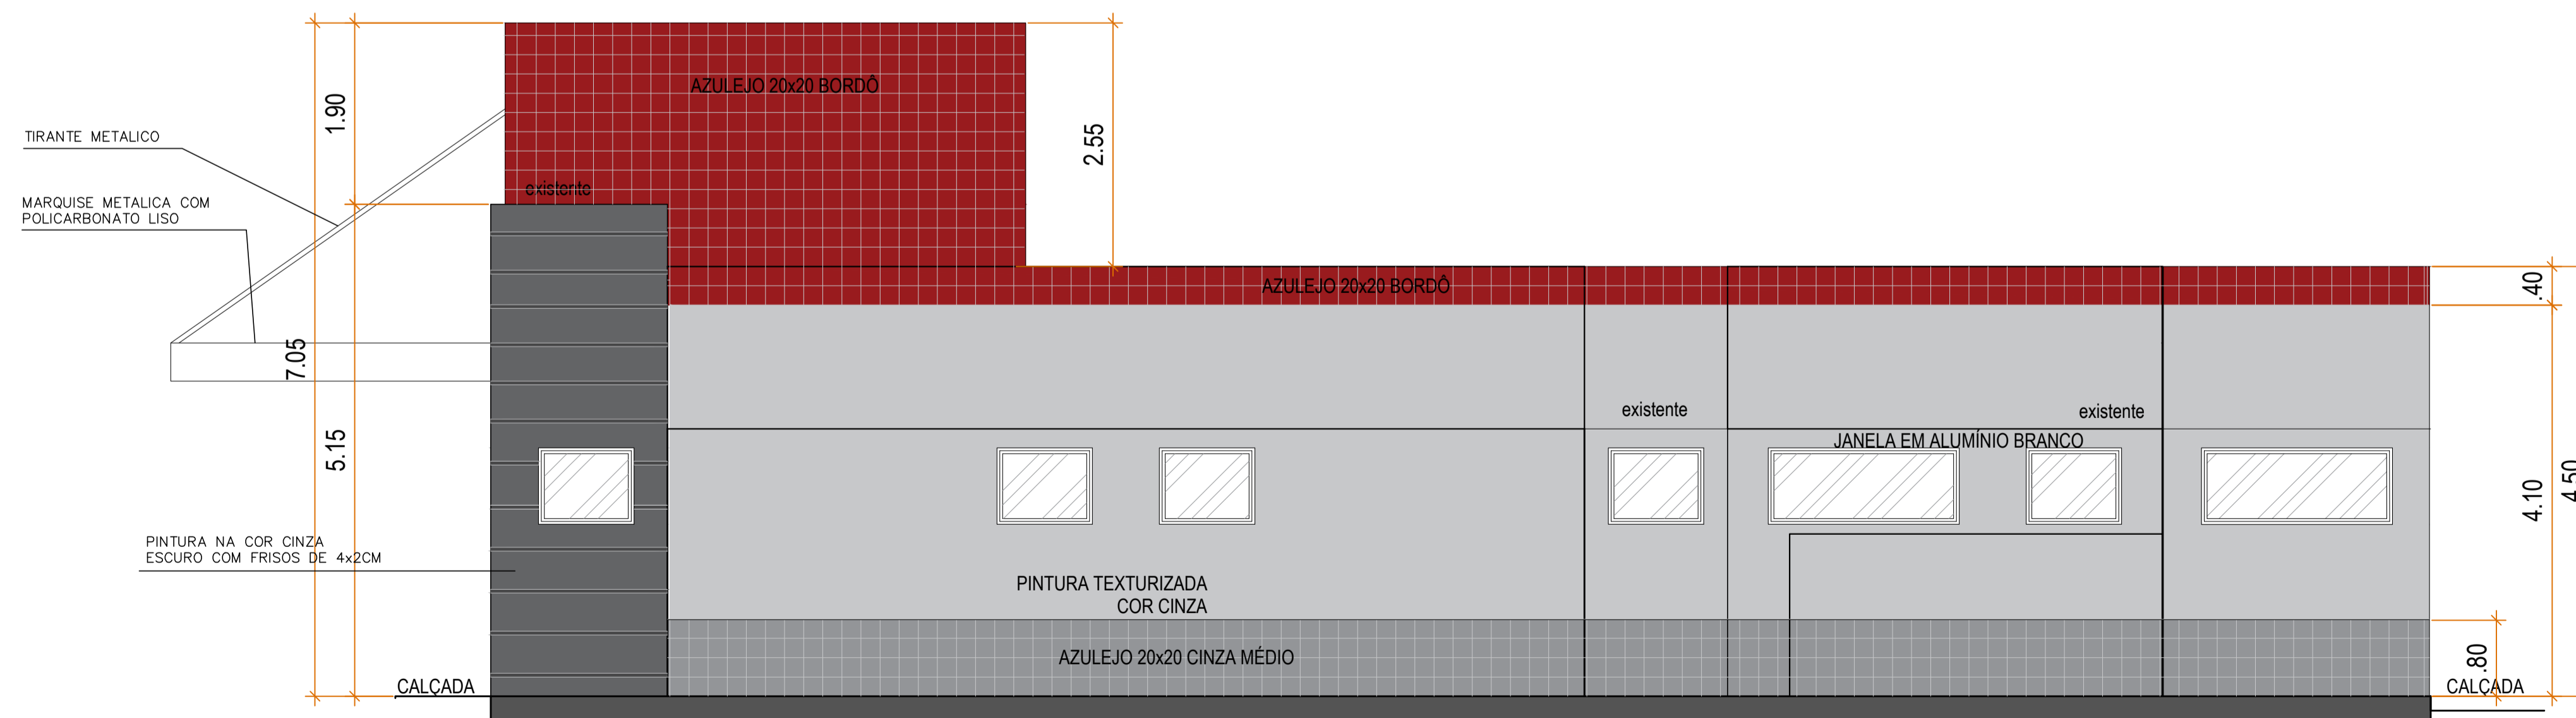 AZULEJO 20x20 BORDÔ
1.90
2.55
TIRANTE METALICO
existente
MARQUISE METALICA COM
POLICARBONATO LISO
AZULEJO 20x20 BORDÔ
.40
7.05
existente
existente
JANELA EM ALUMÍNIO BRANCO
5.15
4.10
4.50
PINTURA NA COR CINZA
ESCURO COM FRISOS DE 4x2CM
PINTURA TEXTURIZADA
COR CINZA
AZULEJO 20x20 CINZA MÉDIO
.80
CALÇADA
CALÇADA